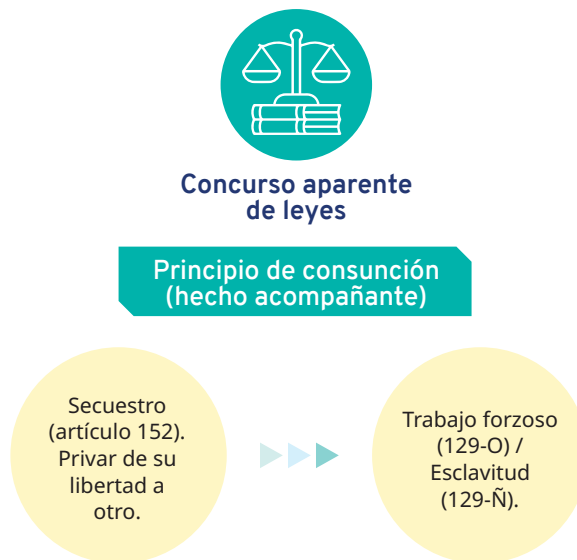 Concurso aparente
de leyes
Principio de consunción
(hecho acompañante)
Secuestro
(artículo 152).
Privar de su
libertad a
otro.
Trabajo forzoso
(129-O) /
Esclavitud
(129-Ñ).